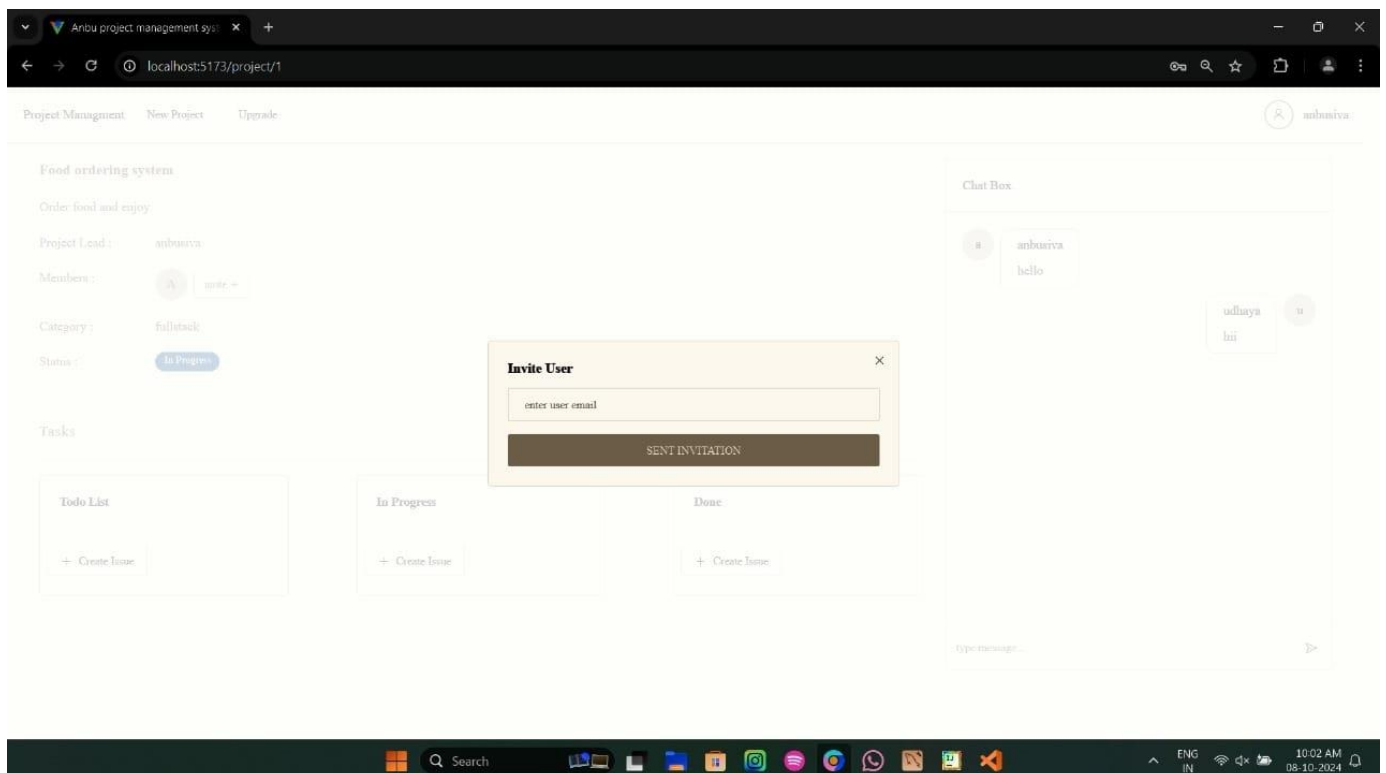 Anbu project management syst
localhost:5173/project/1
Project Managment New Project Upgrade anbusiva
Food ordering system
Order food and enjoy
Project Lead : anbusiva
Members : A invite +
Category : fullstack
Status : In Progress
Chat Box
a anbusiva
hello
udhaya u
hii
type message...
Invite User
enter user email
SENT INVITATION
Tasks
Todo List
+ Create Issue
In Progress
+ Create Issue
Done
+ Create Issue
Search
ENG
IN
10:02 AM
08-10-2024